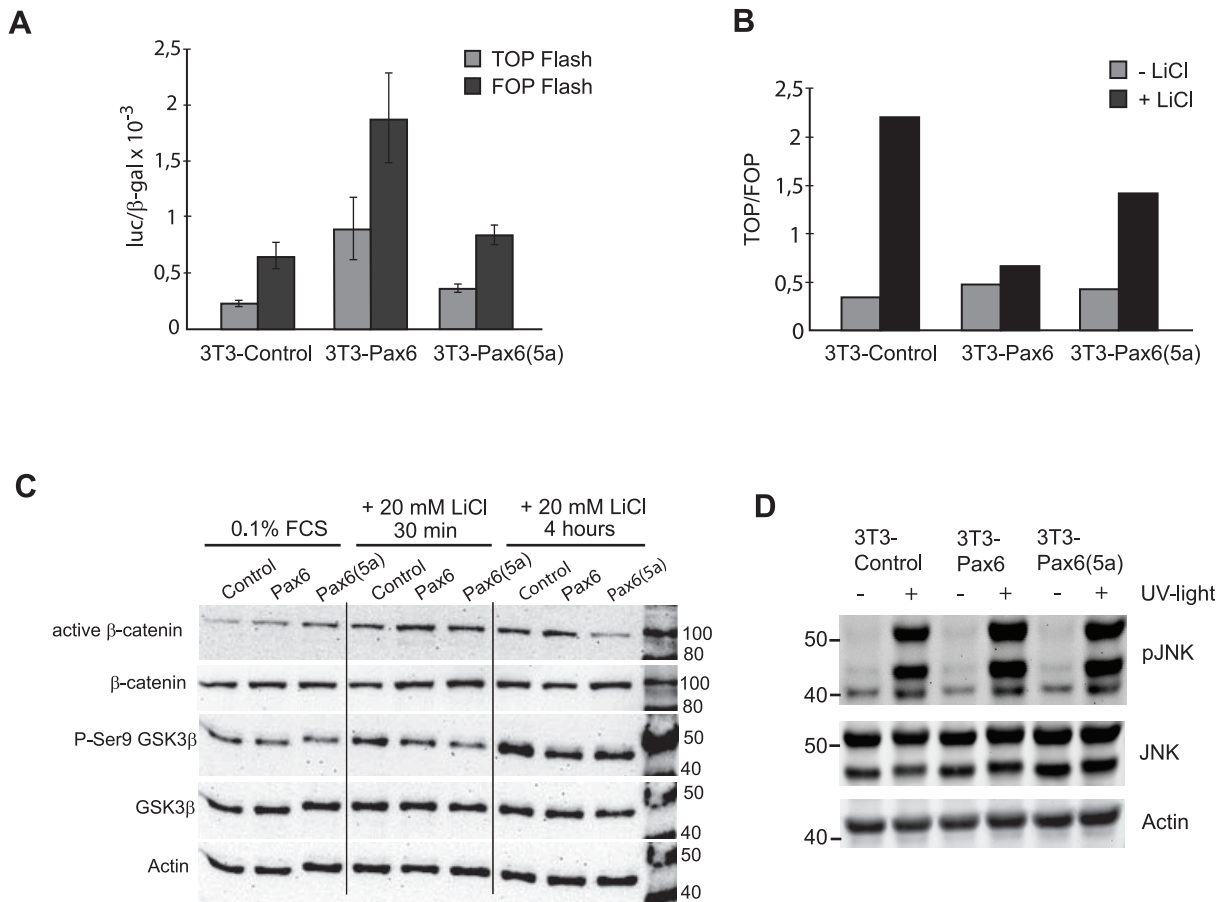 A
luc/β-gal x 10⁻³
2,5
2
1,5
1
0,5
0
TOP Flash
FOP Flash
3T3-Control 3T3-Pax6 3T3-Pax6(5a)
B
TOP/FOP
- LiCl
+ LiCl
2,5
2
1,5
1
0,5
0
3T3-Control 3T3-Pax6 3T3-Pax6(5a)
C
0.1% FCS
+ 20 mM LiCl
30 min
+ 20 mM LiCl
4 hours
Control Pax6 Pax6(5a) Control Pax6 Pax6(5a) Control Pax6 Pax6(5a)
active β-catenin 100
80
β-catenin 100
80
P-Ser9 GSK3β 50
40
GSK3β 50
40
Actin 50
40
D
3T3-
Control
3T3-
Pax6
3T3-
Pax6(5a)
- + - + - + UV-light
50
40
pJNK
50
JNK
40
Actin